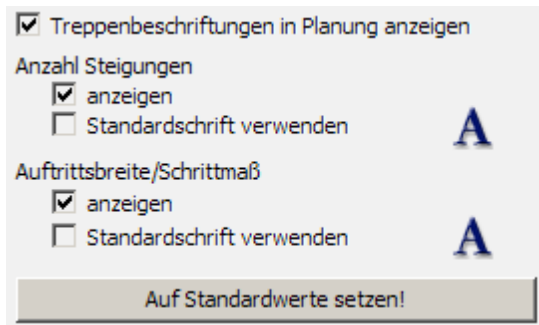 Treppenbeschriftungen in Planung anzeigen
Anzahl Steigungen
anzeigen
Standardschrift verwenden
A
Auftrittsbreite/Schrittmaß
anzeigen
Standardschrift verwenden
A
Auf Standardwerte setzen!